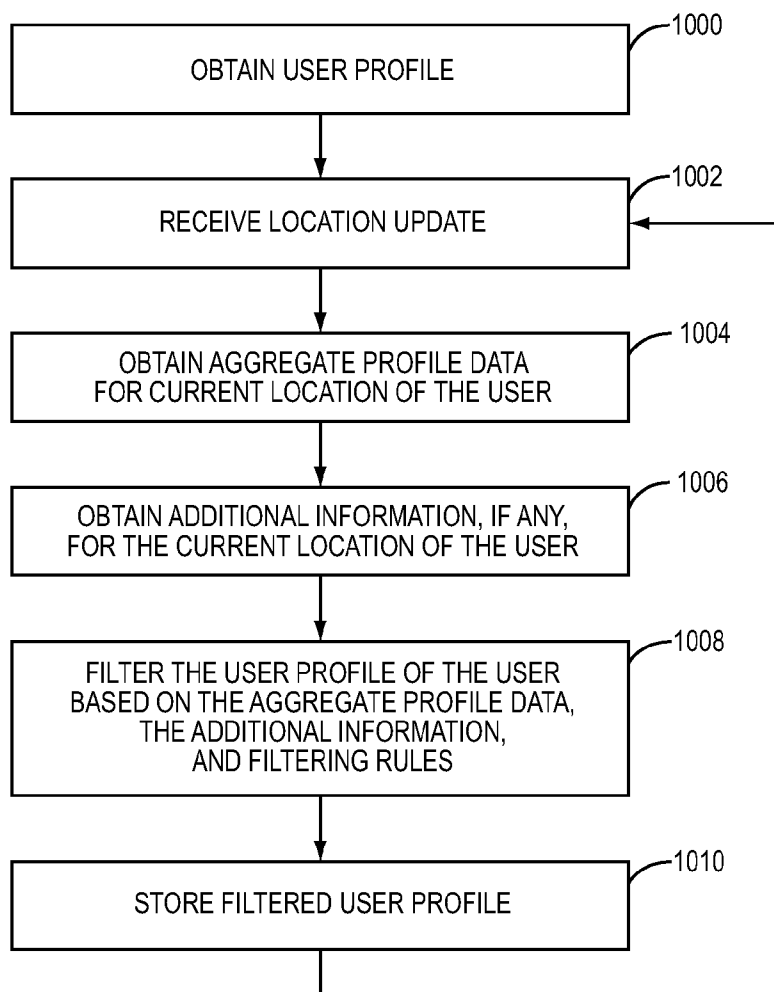 1000
OBTAIN USER PROFILE
1002
RECEIVE LOCATION UPDATE
1004
OBTAIN AGGREGATE PROFILE DATA
FOR CURRENT LOCATION OF THE USER
1006
OBTAIN ADDITIONAL INFORMATION, IF ANY,
FOR THE CURRENT LOCATION OF THE USER
1008
FILTER THE USER PROFILE OF THE USER
BASED ON THE AGGREGATE PROFILE DATA,
THE ADDITIONAL INFORMATION,
AND FILTERING RULES
1010
STORE FILTERED USER PROFILE